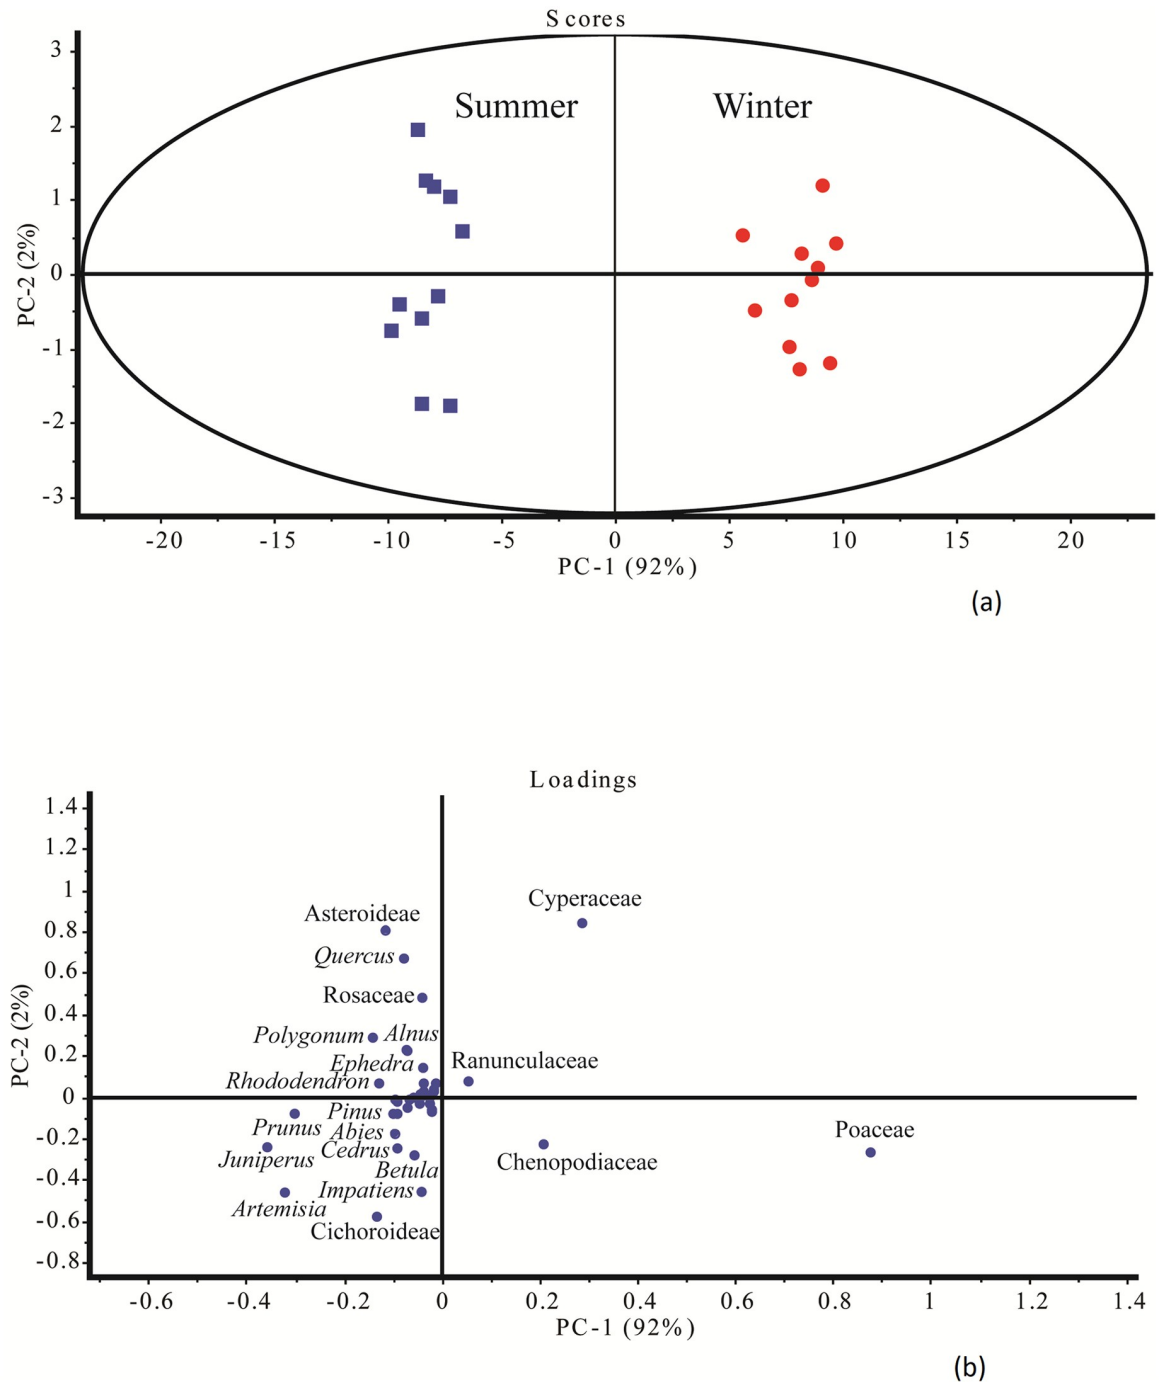 Scores
3
Summer
Winter
2
1
0
-1
-2
-3
PC-2 (2%)
-20 -15 -10 -5 0 5 10 15 20
PC-1 (92%)
(a)
Loadings
1.4
1.2
1
Cyperaceae
Asteroideae
0.8
Quercus
0.6
Rosaceae
0.4
Polygonum Alnus
0.2
Ephedra Ranunculaceae
Rhododendron
0
Pinus
Prunus Abies Poaceae
-0.2
Cedrus
Juniperus Chenopodiaceae
Betula
-0.4
Impatiens
Artemisia
-0.6
Cichoroideae
-0.8
PC-2 (2%)
-0.6 -0.4 -0.2 0 0.2 0.4 0.6 0.8 1 1.2 1.4
PC-1 (92%)
(b)